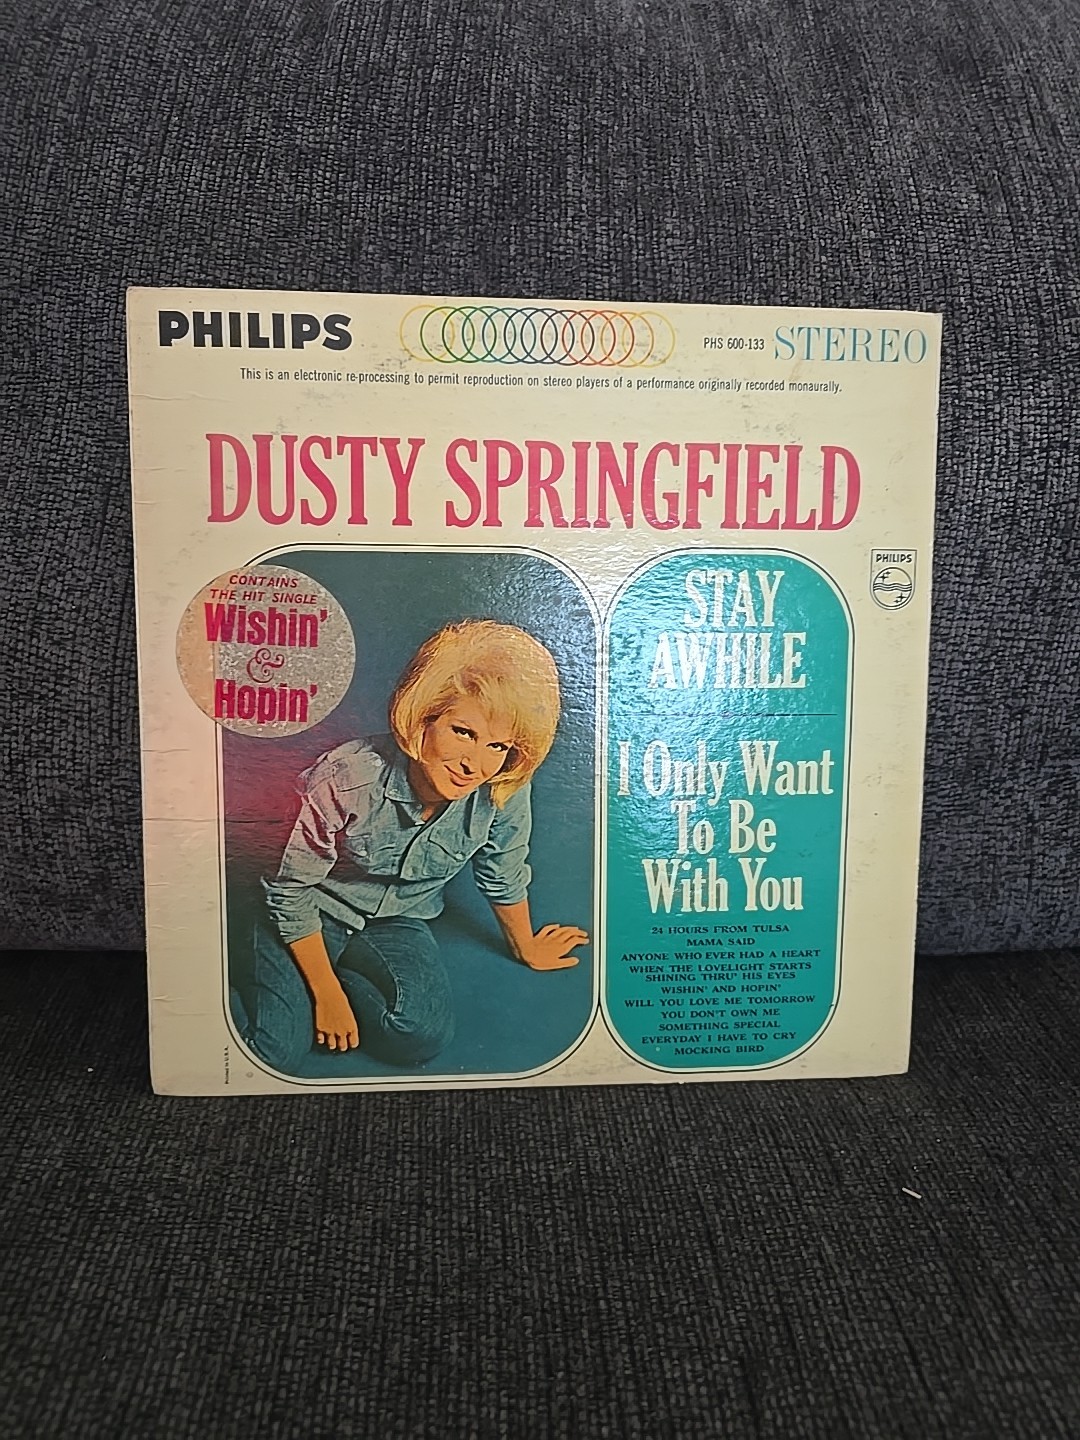 PHILIPS
PHS 600-133 STEREO
This is an electronic re-processing to permit reproduction on stereo players of a performance originally recorded monaurally.
DUSTY SPRINGFIELD
PHILIPS
CONTAINS
THE HIT SINGLE
Wishin'
&
Hopin'
STAY
AWHILE
I Only Want
To Be
With You
24 HOURS FROM TULSA
MAMA SAID
ANYONE WHO EVER HAD A HEART
WHEN THE LOVELIGHT STARTS
SHINING THRU' HIS EYES
WISHIN' AND HOPIN'
WILL YOU LOVE ME TOMORROW
YOU DON'T OWN ME
SOMETHING SPECIAL
EVERYDAY I HAVE TO CRY
MOCKING BIRD
Printed in U.S.A.